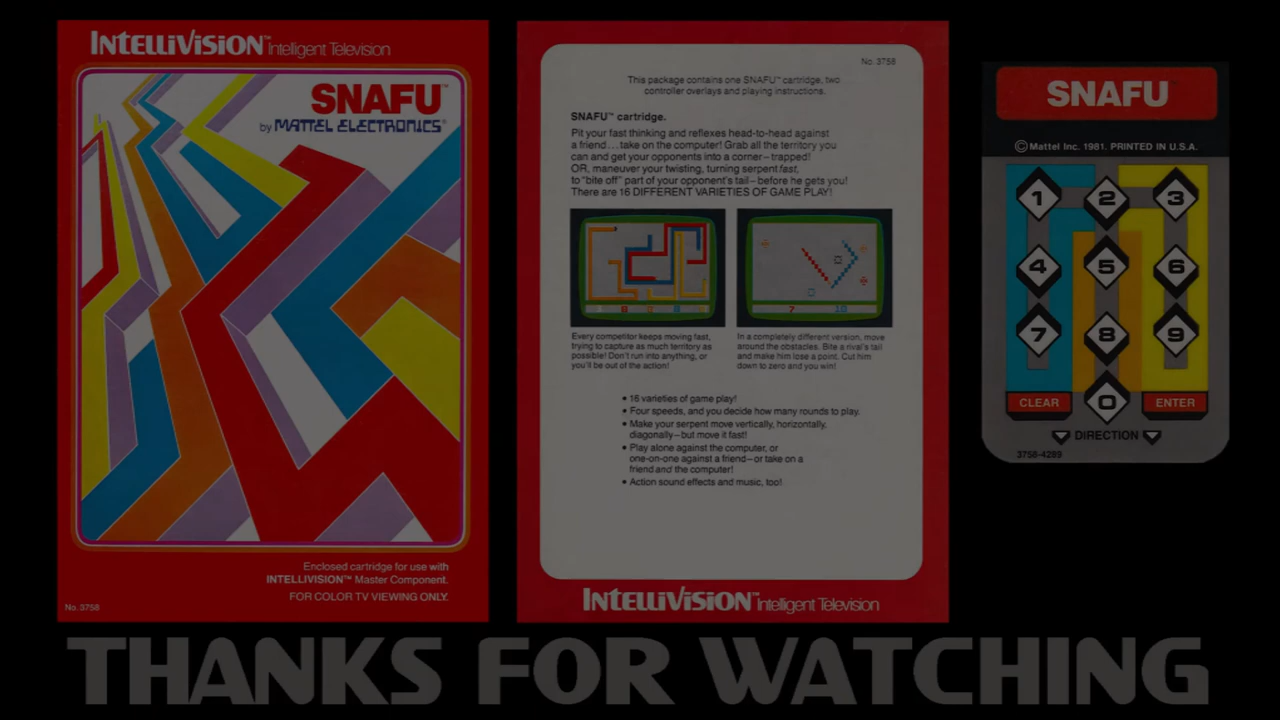 INTELLIVISION™ Intelligent Television
SNAFU™
by MATTEL ELECTRONICS®
Enclosed cartridge for use with
INTELLIVISION™ Master Component.
FOR COLOR TV VIEWING ONLY.
No. 3758
No. 3758
This package contains one SNAFU™ cartridge, two
controller overlays and playing instructions.
SNAFU™ cartridge.
Pit your fast thinking and reflexes head-to-head against
a friend...take on the computer! Grab all the territory you
can and get your opponents into a corner–trapped!
OR, maneuver your twisting, turning serpent fast,
to "bite off" part of your opponent's tail–before he gets you!
There are 16 DIFFERENT VARIETIES OF GAME PLAY!
7 10
Every competitor keeps moving fast,
trying to capture as much territory as
possible! Don't run into anything, or
you'll be out of the action!
In a completely different version, move
around the obstacles. Bite a rival's tail
and make him lose a point. Cut him
down to zero and you win!
• 16 varieties of game play!
• Four speeds, and you decide how many rounds to play.
• Make your serpent move vertically, horizontally,
diagonally–but move it fast!
• Play alone against the computer, or
one-on-one against a friend–or take on a
friend and the computer!
• Action sound effects and music, too!
INTELLIVISION™ Intelligent Television
SNAFU
©Mattel Inc. 1981. PRINTED IN U.S.A.
1 2 3
4 5 6
7 8 9
CLEAR 0 ENTER
DIRECTION
3758-4289
THANKS FOR WATCHING